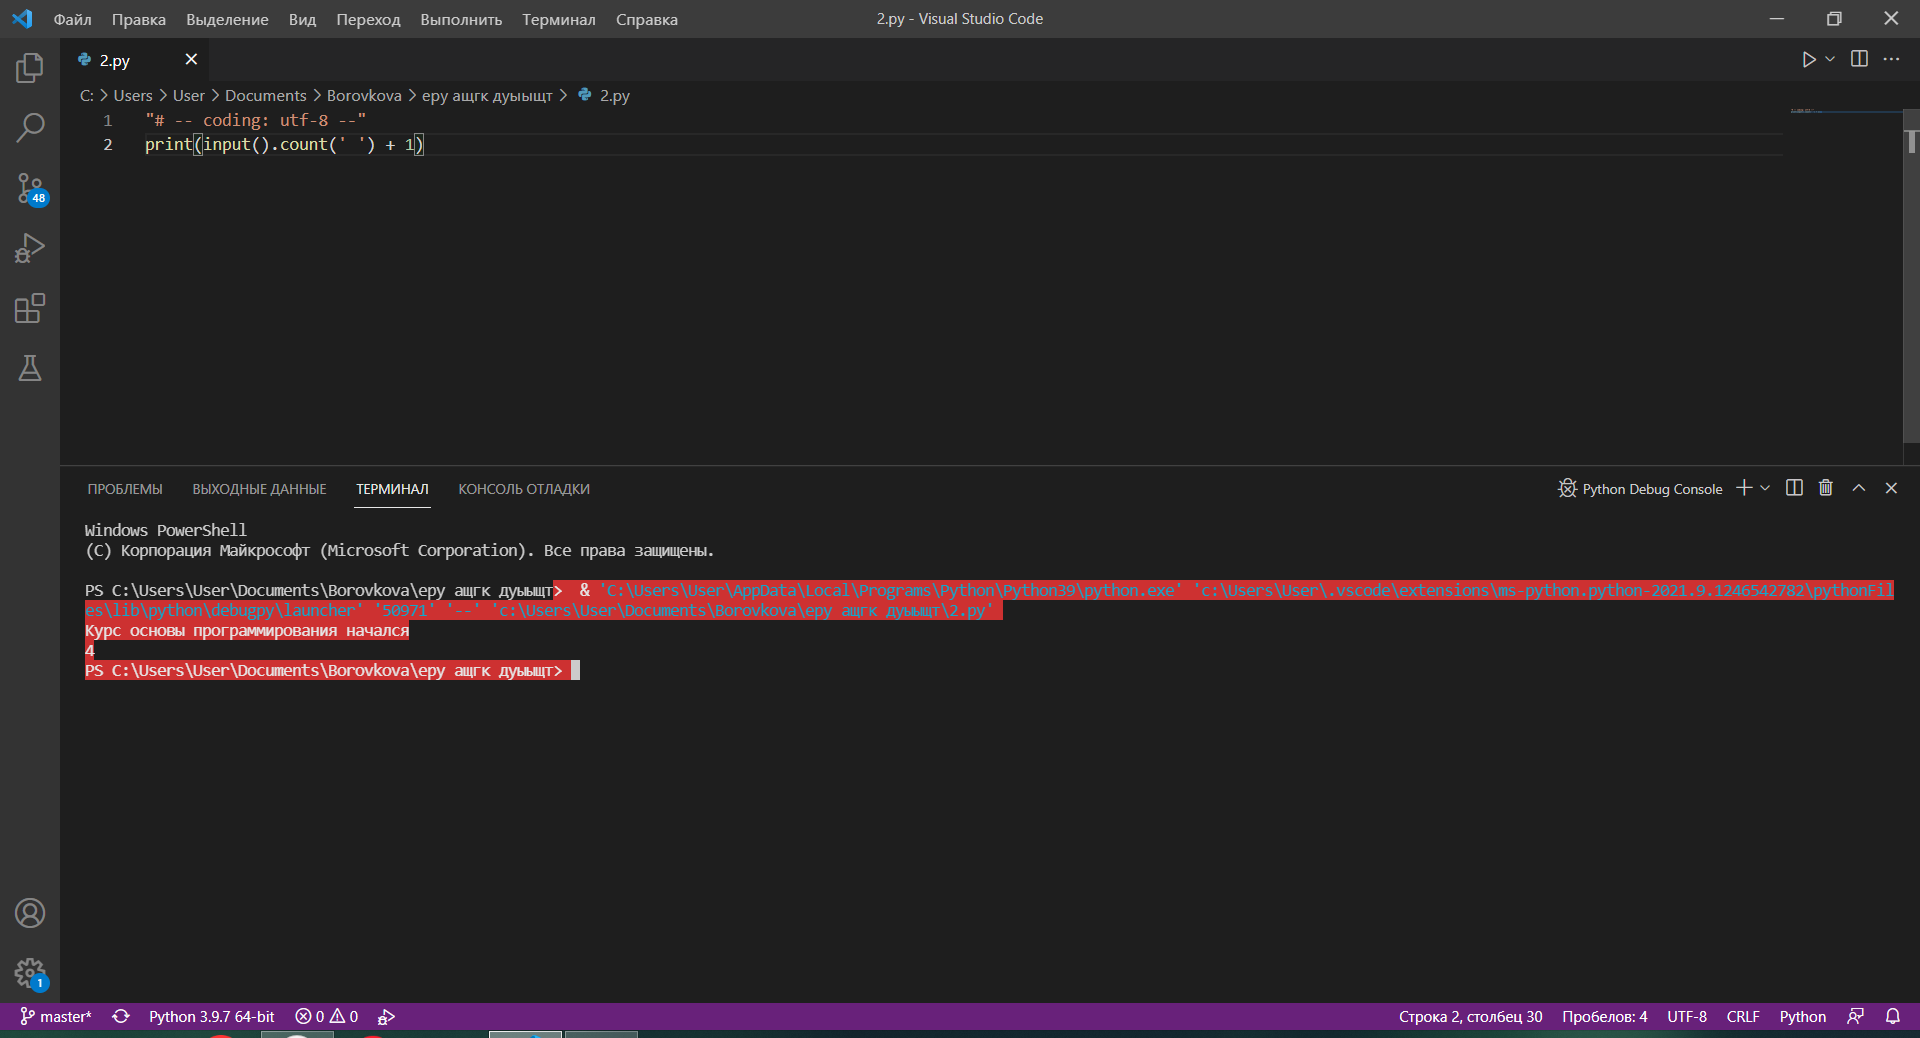 Файл Правка Выделение Вид Переход Выполнить Терминал Справка 2.py - Visual Studio Code
2.py
C: > Users > User > Documents > Borovkova > еру ащгк дуыыщт > 2.py
1 "# -- coding: utf-8 --"
2 print(input().count(' ') + 1)
48
ПРОБЛЕМЫ ВЫХОДНЫЕ ДАННЫЕ ТЕРМИНАЛ КОНСОЛЬ ОТЛАДКИ Python Debug Console
Windows PowerShell
(C) Корпорация Майкрософт (Microsoft Corporation). Все права защищены.
PS C:\Users\User\Documents\Borovkova\еру ащгк дуыыщт>  & 'C:\Users\User\AppData\Local\Programs\Python\Python39\python.exe' 'c:\Users\User\.vscode\extensions\ms-python.python-2021.9.1246542782\pythonFil
es\lib\python\debugpy\launcher' '50971' '--' 'c:\Users\User\Documents\Borovkova\еру ащгк дуыыщт\2.py'
Курс основы программирования начался
4
PS C:\Users\User\Documents\Borovkova\еру ащгк дуыыщт>
1
master* Python 3.9.7 64-bit 0 0 Строка 2, столбец 30 Пробелов: 4 UTF-8 CRLF Python